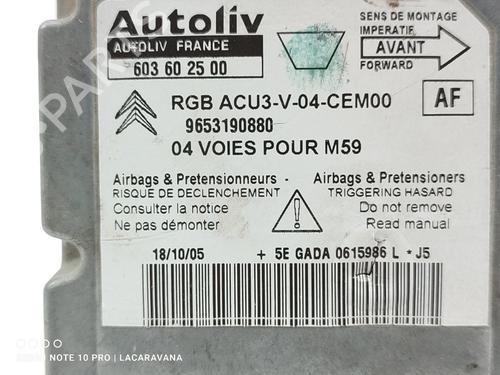 Autoliv
AUTOLIV FRANCE
603 60 25 00
SENS DE MONTAGE
IMPERATIF
AVANT
FORWARD
RGB ACU3-V-04-CEM00
AF
9653190880
04 VOIES POUR M59
Airbags & Pretensionneurs - Airbags & Pretensioners
RISQUE DE DECLENCHEMENT
TRIGGERING HASARD
Consulter la notice
Do not remove
Ne pas démonter
Read manual
18/10/05 + 5E GADA 0615986 L * J5
NOTE 10 PRO | LACARAVANA